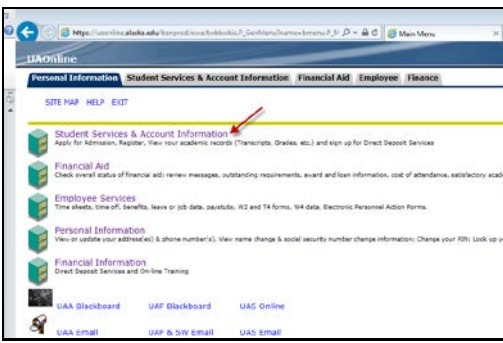 Main Menu
UAOnline
Personal Information Student Services & Account Information Financial Aid Employee Finance
SITE MAP HELP EXIT
Student Services & Account Information
Apply for Admission, Register, View your academic records (Transcripts, Grades, etc.) and sign up for Direct Deposit Services
Financial Aid
Check overall status of financial aid; review messages, outstanding requirements, award and loan information, cost of attendance, satisfactory
Employee Services
Time sheets, time off, benefits, leave or job data, paystubs, W2 and T4 forms, W4 data, Electronic Personnel Action Forms.
Personal Information
View or update your address(es) & phone number(s), View name change & social security number change information; Change your PIN; Look up
Financial Information
Direct Deposit Services and On-line Training
UAA Blackboard UAF Blackboard UAS Online
UAA Email UAF & SW Email UAS Email